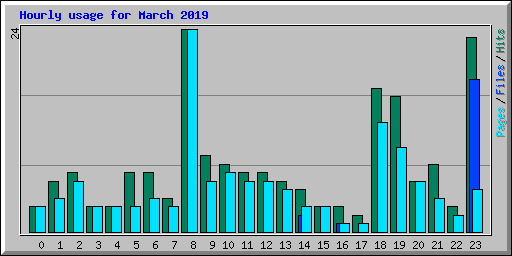 Hourly usage for March 2019
24
Pages / Files / Hits
0 1 2 3 4 5 6 7 8 9 10 11 12 13 14 15 16 17 18 19 20 21 22 23